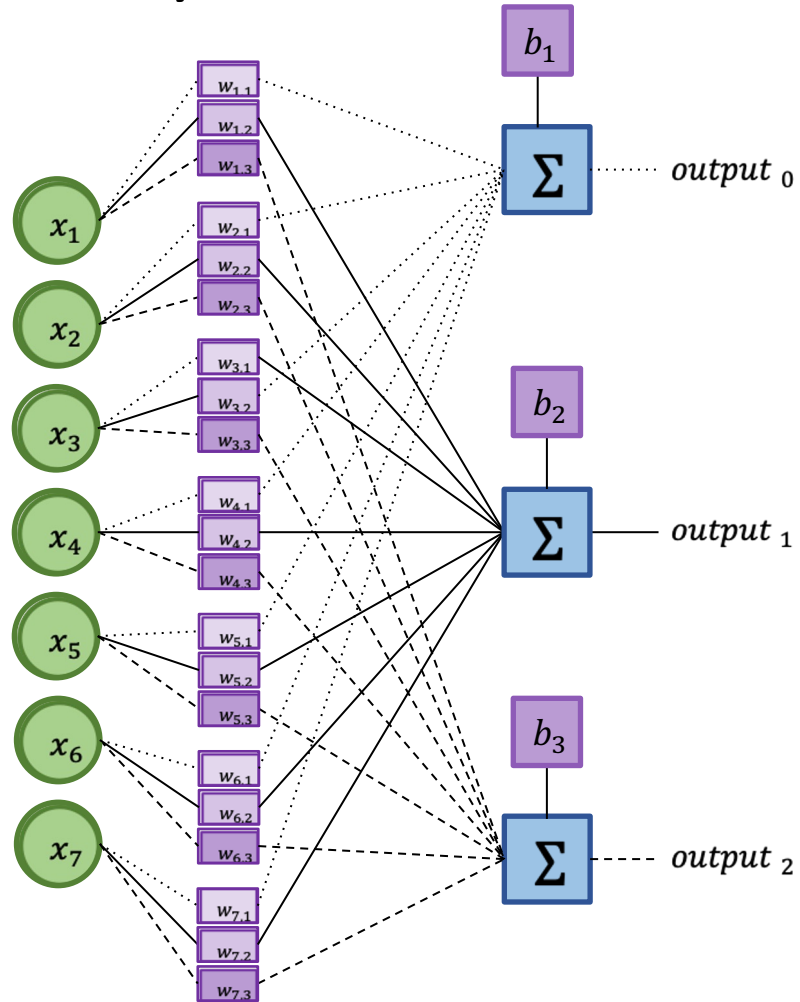 b₁
w₁,₁
w₁,₂
w₁,₃
Σ
output ₀
x₁
w₂,₁
w₂,₂
w₂,₃
x₂
w₃,₁
w₃,₂
w₃,₃
b₂
x₃
w₄,₁
w₄,₂
w₄,₃
x₄
Σ
output ₁
w₅,₁
w₅,₂
w₅,₃
x₅
b₃
x₆
w₆,₁
w₆,₂
w₆,₃
x₇
Σ
output ₂
w₇,₁
w₇,₂
w₇,₃